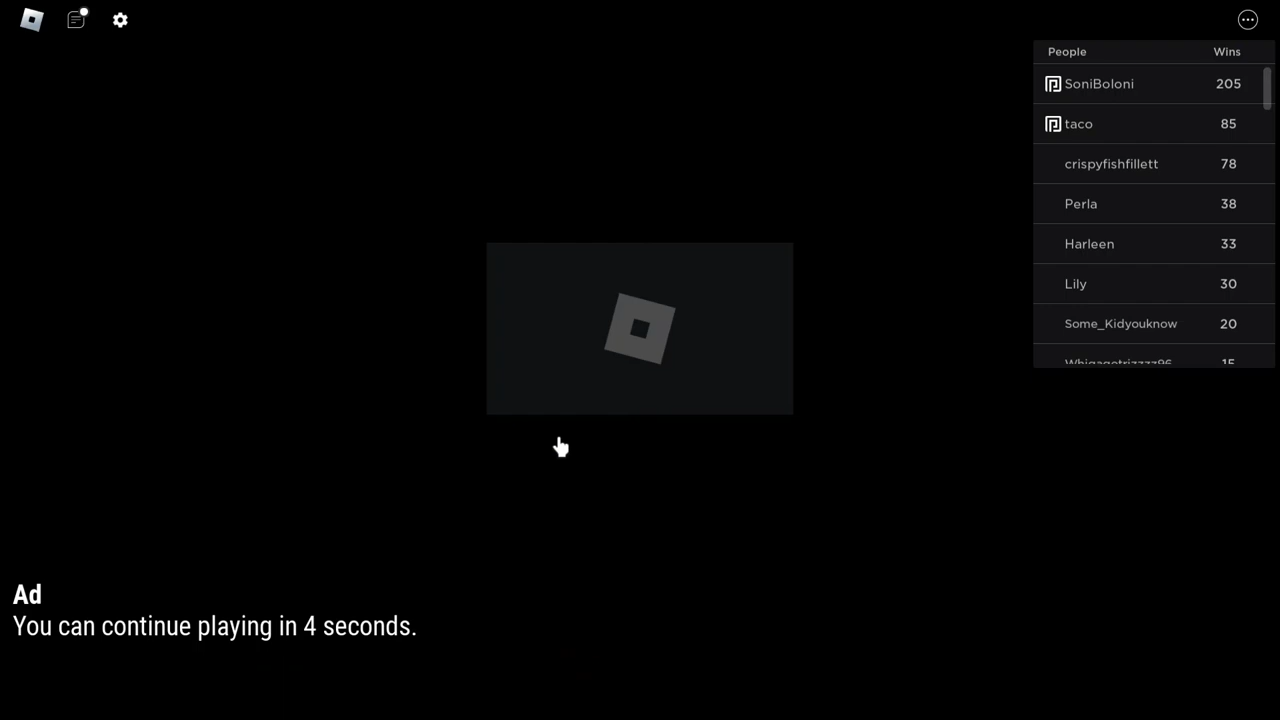 People Wins
SoniBoloni 205
taco 85
crispyfishfillett 78
Perla 38
Harleen 33
Lily 30
Some_Kidyouknow 20
15
Ad
You can continue playing in 4 seconds.